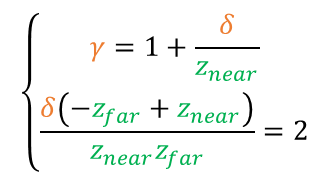 γ = 1 + δ / z_near
δ(−z_far + z_near) / z_near z_far = 2